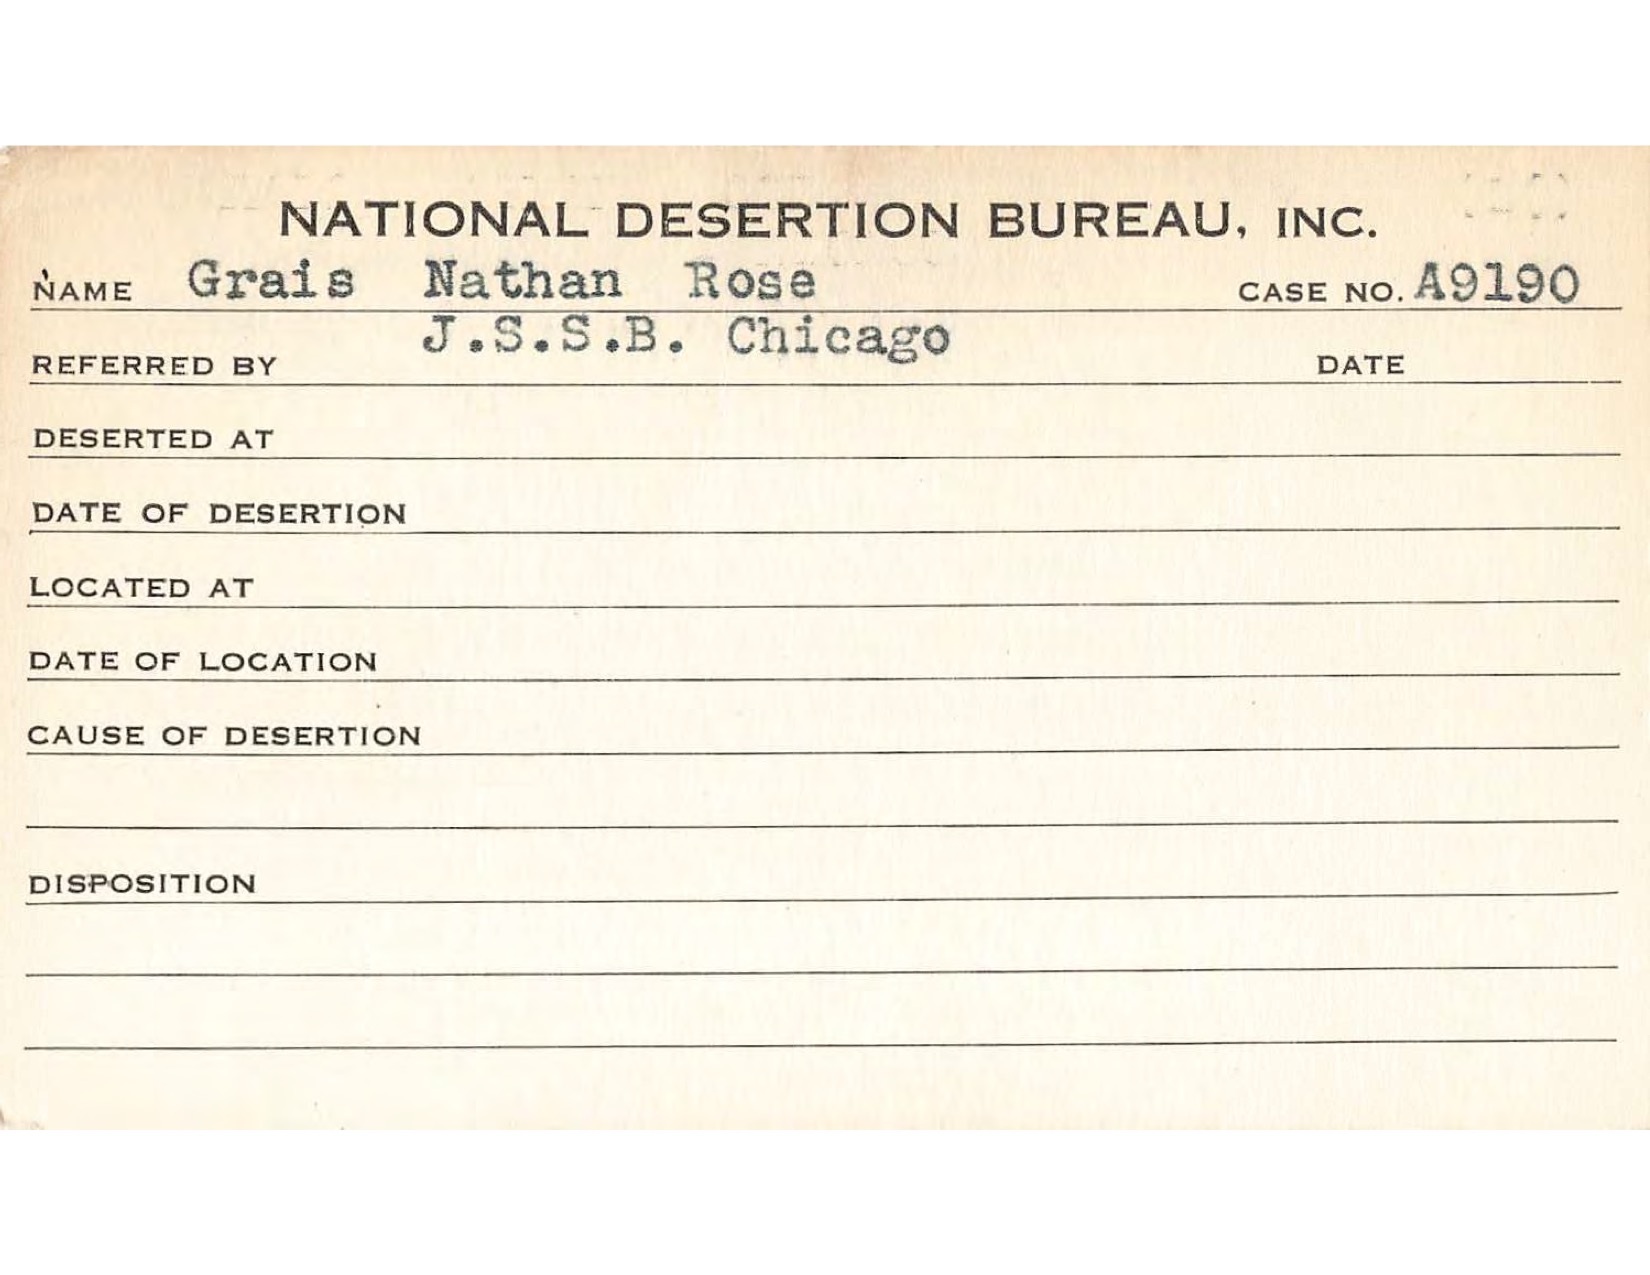 NATIONAL DESERTION BUREAU, INC.
NAME Grais Nathan Rose CASE NO. A9190
J.S.S.B. Chicago
REFERRED BY DATE
DESERTED AT
DATE OF DESERTION
LOCATED AT
DATE OF LOCATION
CAUSE OF DESERTION
DISPOSITION